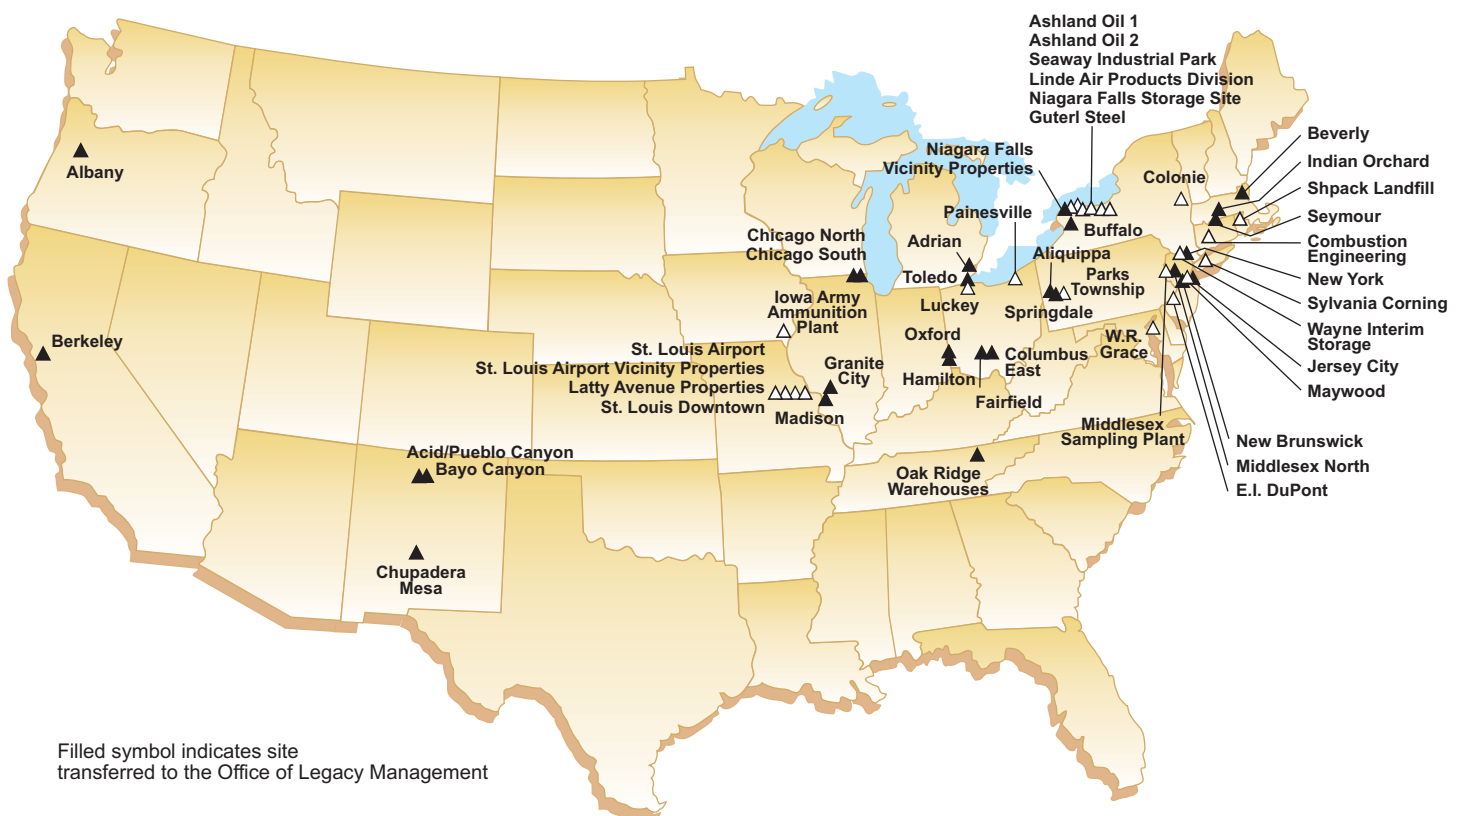 Ashland Oil 1
Ashland Oil 2
Seaway Industrial Park
Linde Air Products Division
Niagara Falls Storage Site
Guterl Steel
Niagara Falls
Vicinity Properties
Beverly
Indian Orchard
Shpack Landfill
Seymour
Combustion
Engineering
New York
Sylvania Corning
Wayne Interim
Storage
Jersey City
Maywood
Albany
Colonie
Painesville
Buffalo
Chicago North
Chicago South
Adrian
Aliquippa
Toledo
Parks
Township
Luckey
Springdale
Iowa Army
Ammunition
Plant
Oxford
W.R.
Grace
Berkeley
St. Louis Airport
St. Louis Airport Vicinity Properties
Latty Avenue Properties
St. Louis Downtown
Granite
City
Columbus
East
Hamilton
Fairfield
Madison
Middlesex
Sampling Plant
New Brunswick
Middlesex North
E.I. DuPont
Acid/Pueblo Canyon
Bayo Canyon
Oak Ridge
Warehouses
Chupadera
Mesa
Filled symbol indicates site
transferred to the Office of Legacy Management